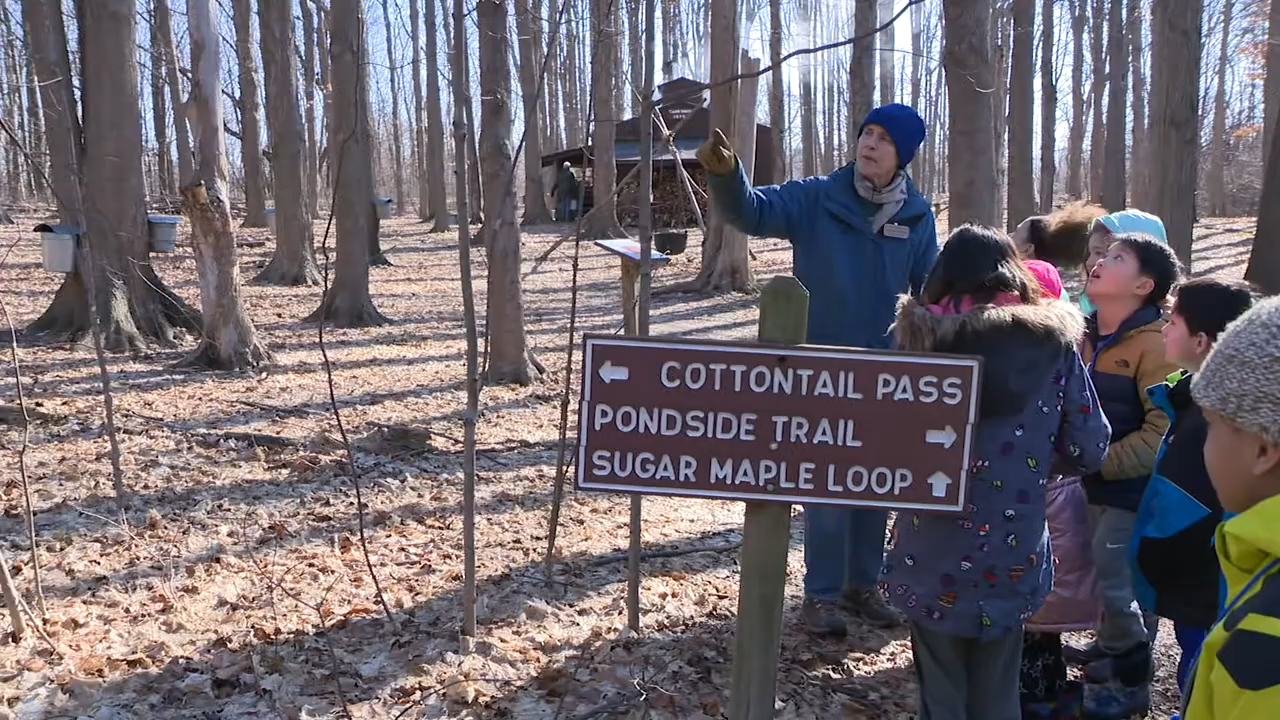 ← COTTONTAIL PASS
PONDSIDE TRAIL →
SUGAR MAPLE LOOP ↑